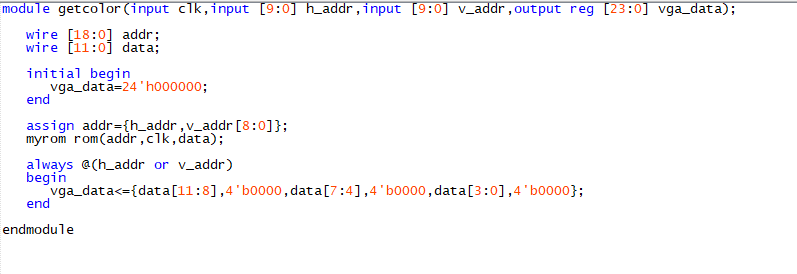 module getcolor(input clk,input [9:0] h_addr,input [9:0] v_addr,output reg [23:0] vga_data);
wire [18:0] addr;
wire [11:0] data;
initial begin
vga_data=24'h000000;
end
assign addr={h_addr,v_addr[8:0]};
myrom rom(addr,clk,data);
always @(h_addr or v_addr)
begin
vga_data<={data[11:8],4'b0000,data[7:4],4'b0000,data[3:0],4'b0000};
end
endmodule